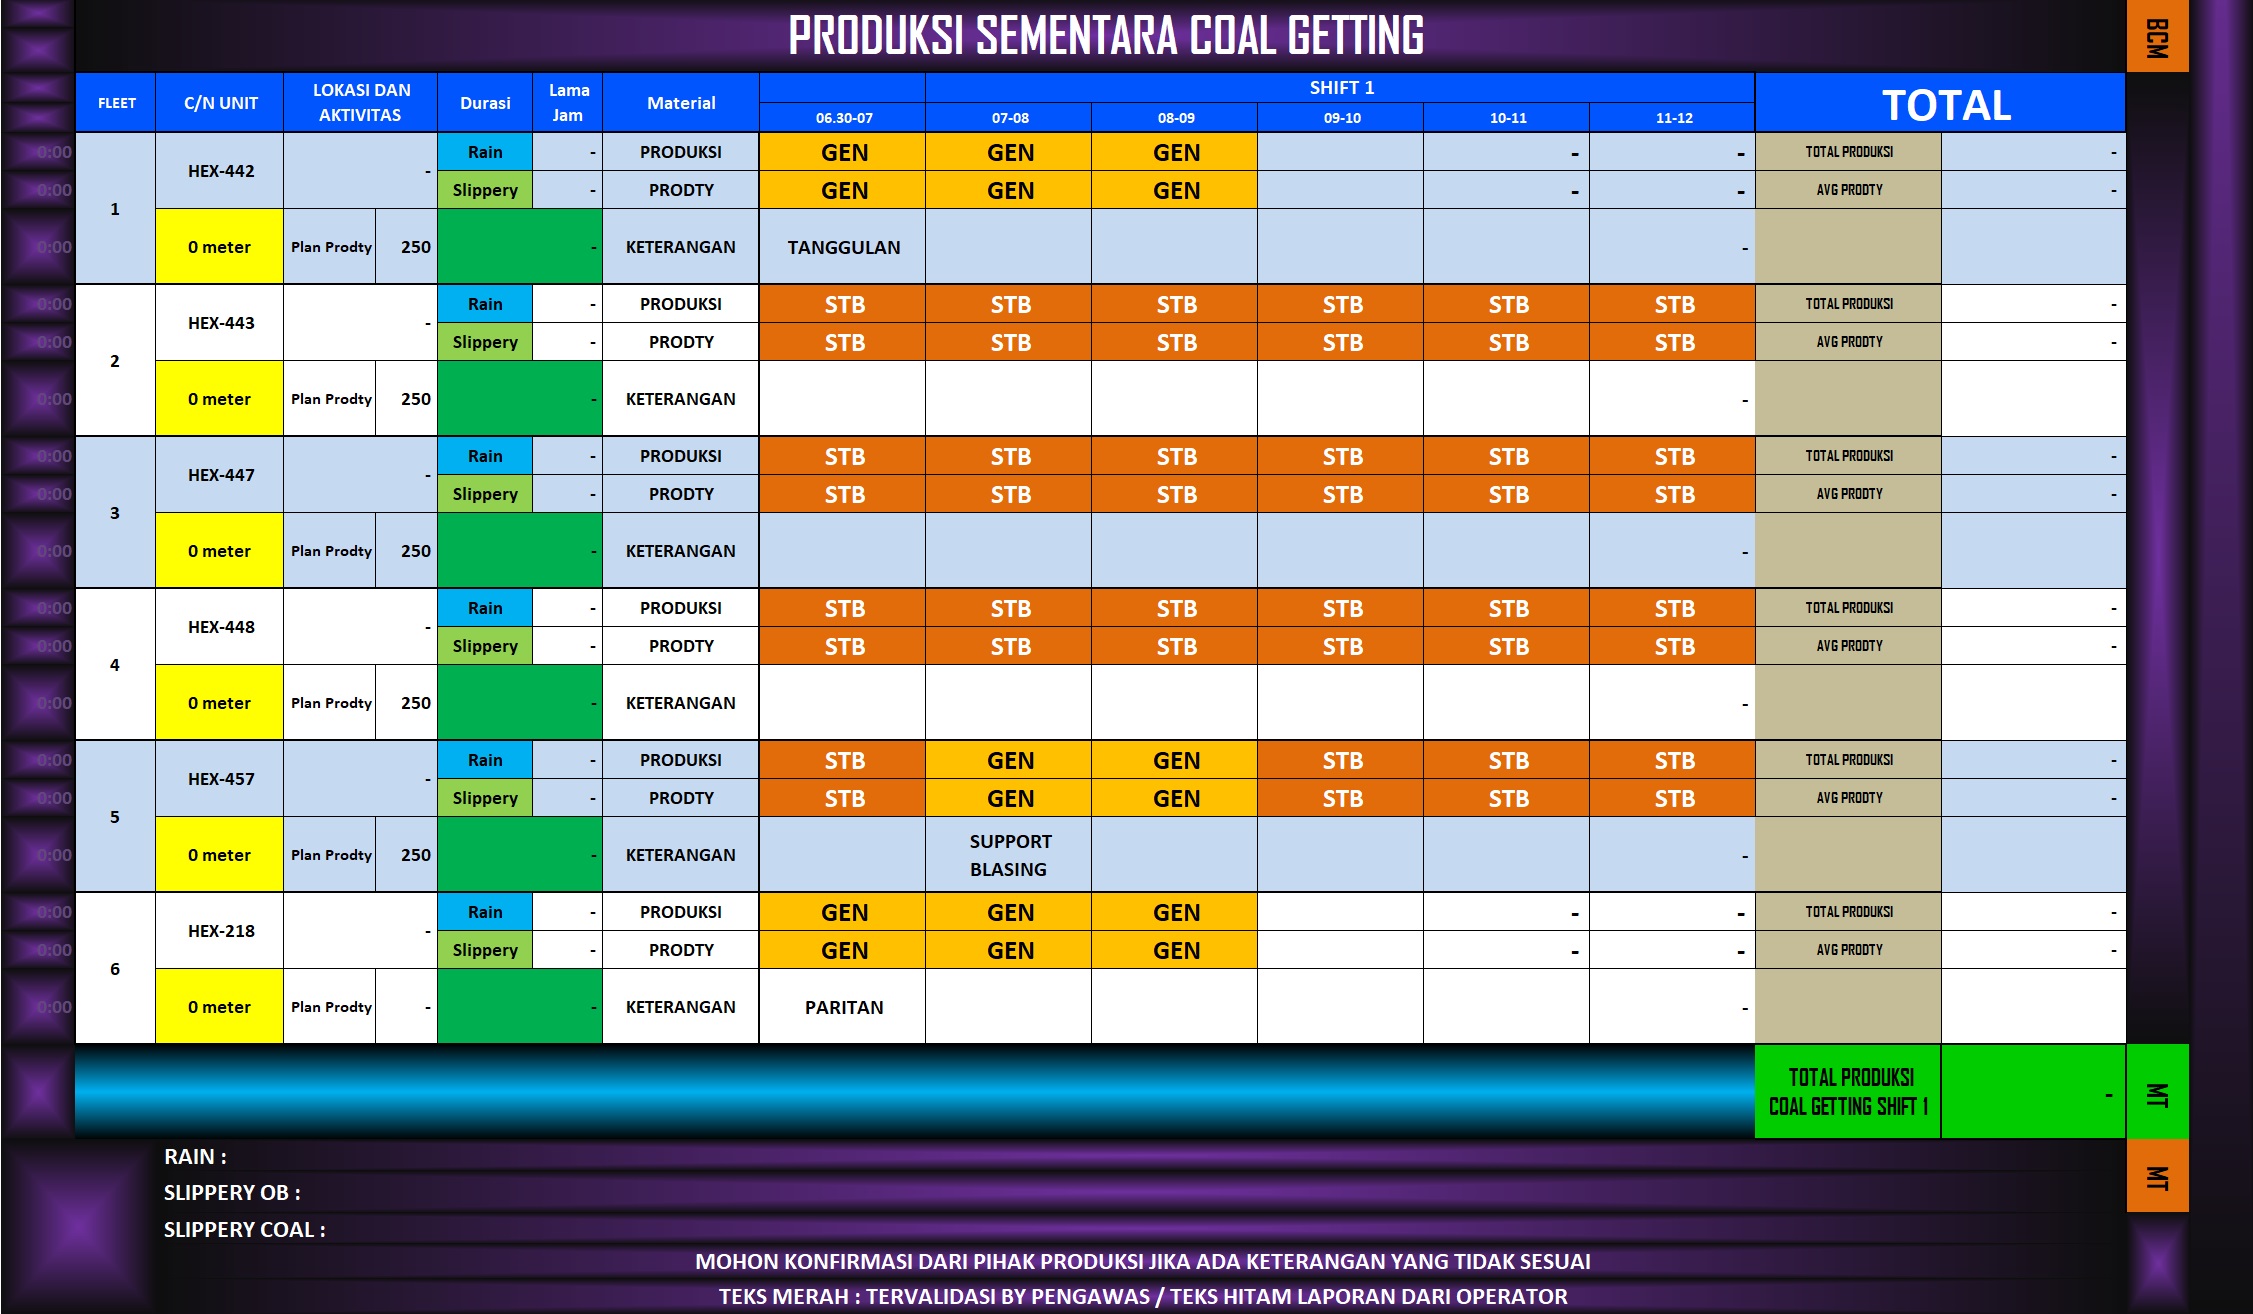 PRODUKSI SEMENTARA COAL GETTING
BCM
FLEET C/N UNIT LOKASI DAN AKTIVITAS Durasi Lama Jam Material SHIFT 1 TOTAL
06.30-07 07-08 08-09 09-10 10-11 11-12
0:00 1 HEX-442 - Rain - PRODUKSI GEN GEN GEN - - TOTAL PRODUKSI -
0:00 Slippery - PRODTY GEN GEN GEN - - AVG PRODTY -
0:00 0 meter Plan Prodty 250 - KETERANGAN TANGGULAN -
0:00 2 HEX-443 - Rain - PRODUKSI STB STB STB STB STB STB TOTAL PRODUKSI -
0:00 Slippery - PRODTY STB STB STB STB STB STB AVG PRODTY -
0:00 0 meter Plan Prodty 250 - KETERANGAN -
0:00 3 HEX-447 - Rain - PRODUKSI STB STB STB STB STB STB TOTAL PRODUKSI -
0:00 Slippery - PRODTY STB STB STB STB STB STB AVG PRODTY -
0:00 0 meter Plan Prodty 250 - KETERANGAN -
0:00 4 HEX-448 - Rain - PRODUKSI STB STB STB STB STB STB TOTAL PRODUKSI -
0:00 Slippery - PRODTY STB STB STB STB STB STB AVG PRODTY -
0:00 0 meter Plan Prodty 250 - KETERANGAN -
0:00 5 HEX-457 - Rain - PRODUKSI STB GEN GEN STB STB STB TOTAL PRODUKSI -
0:00 Slippery - PRODTY STB GEN GEN STB STB STB AVG PRODTY -
0:00 0 meter Plan Prodty 250 - KETERANGAN SUPPORT BLASING -
0:00 6 HEX-218 - Rain - PRODUKSI GEN GEN GEN - - TOTAL PRODUKSI -
0:00 Slippery - PRODTY GEN GEN GEN - - AVG PRODTY -
0:00 0 meter Plan Prodty - - KETERANGAN PARITAN -
TOTAL PRODUKSI
COAL GETTING SHIFT 1 - MT
MT
RAIN :
SLIPPERY OB :
SLIPPERY COAL :
MOHON KONFIRMASI DARI PIHAK PRODUKSI JIKA ADA KETERANGAN YANG TIDAK SESUAI
TEKS MERAH : TERVALIDASI BY PENGAWAS / TEKS HITAM LAPORAN DARI OPERATOR